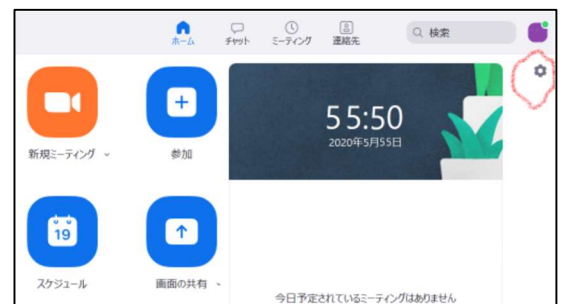 ホーム
チャット
ミーティング
連絡先
検索
新規ミーティング
参加
55:50
2020年5月55日
19
スケジュール
画面の共有
今日予定されているミーティングはありません